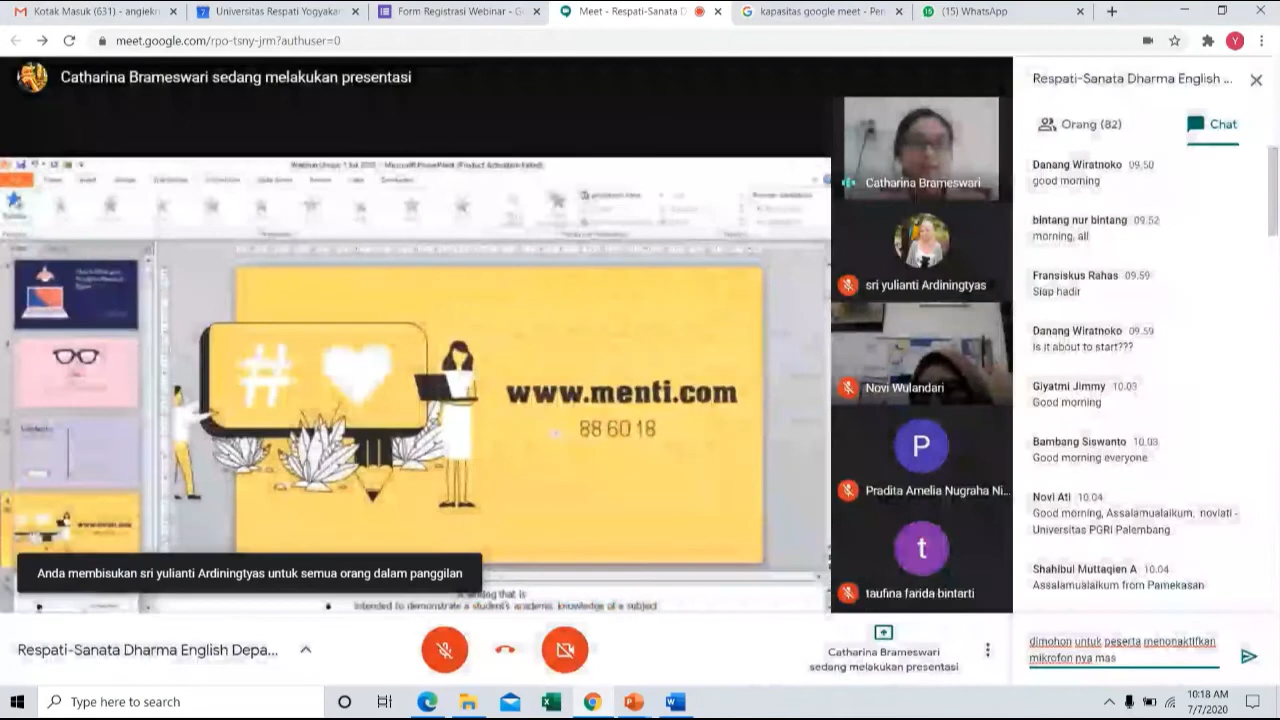 Kotak Masuk (631) - angiekr
Universitas Respati Yogyakar
Form Registrasi Webinar - G
Meet - Respati-Sanata D
kapasitas google meet - Pen
(15) WhatsApp
meet.google.com/rpo-tsny-jrm?authuser=0
Y
Catharina Brameswari sedang melakukan presentasi
www.menti.com
88 60 18
Anda membisukan sri yulianti Ardiningtyas untuk semua orang dalam panggilan
intended to demonstrate a student's academic knowledge of a subject
Catharina Brameswari
sri yulianti Ardiningtyas
Novi Wulandari
P
Pradita Amelia Nugraha Ni...
t
taufina farida bintarti
Respati-Sanata Dharma English ...
Orang (82)
Chat
Danang Wiratnoko 09.50
good morning
bintang nur bintang 09.52
morning, all
Fransiskus Rahas 09.59
Siap hadir
Danang Wiratnoko 09.59
Is it about to start???
Giyatmi Jimmy 10.03
Good morning
Bambang Siswanto 10.03
Good morning everyone
Novi Ati 10.04
Good morning, Assalamualaikum, noviati -
Universitas PGRI Palembang
Shahibul Muttaqien A 10.04
Assalamualaikum from Pamekasan
dimohon untuk peserta menonaktifkan
mikrofon nya mas
Respati-Sanata Dharma English Depa...
Catharina Brameswari
sedang melakukan presentasi
Type here to search
10:18 AM
7/7/2020